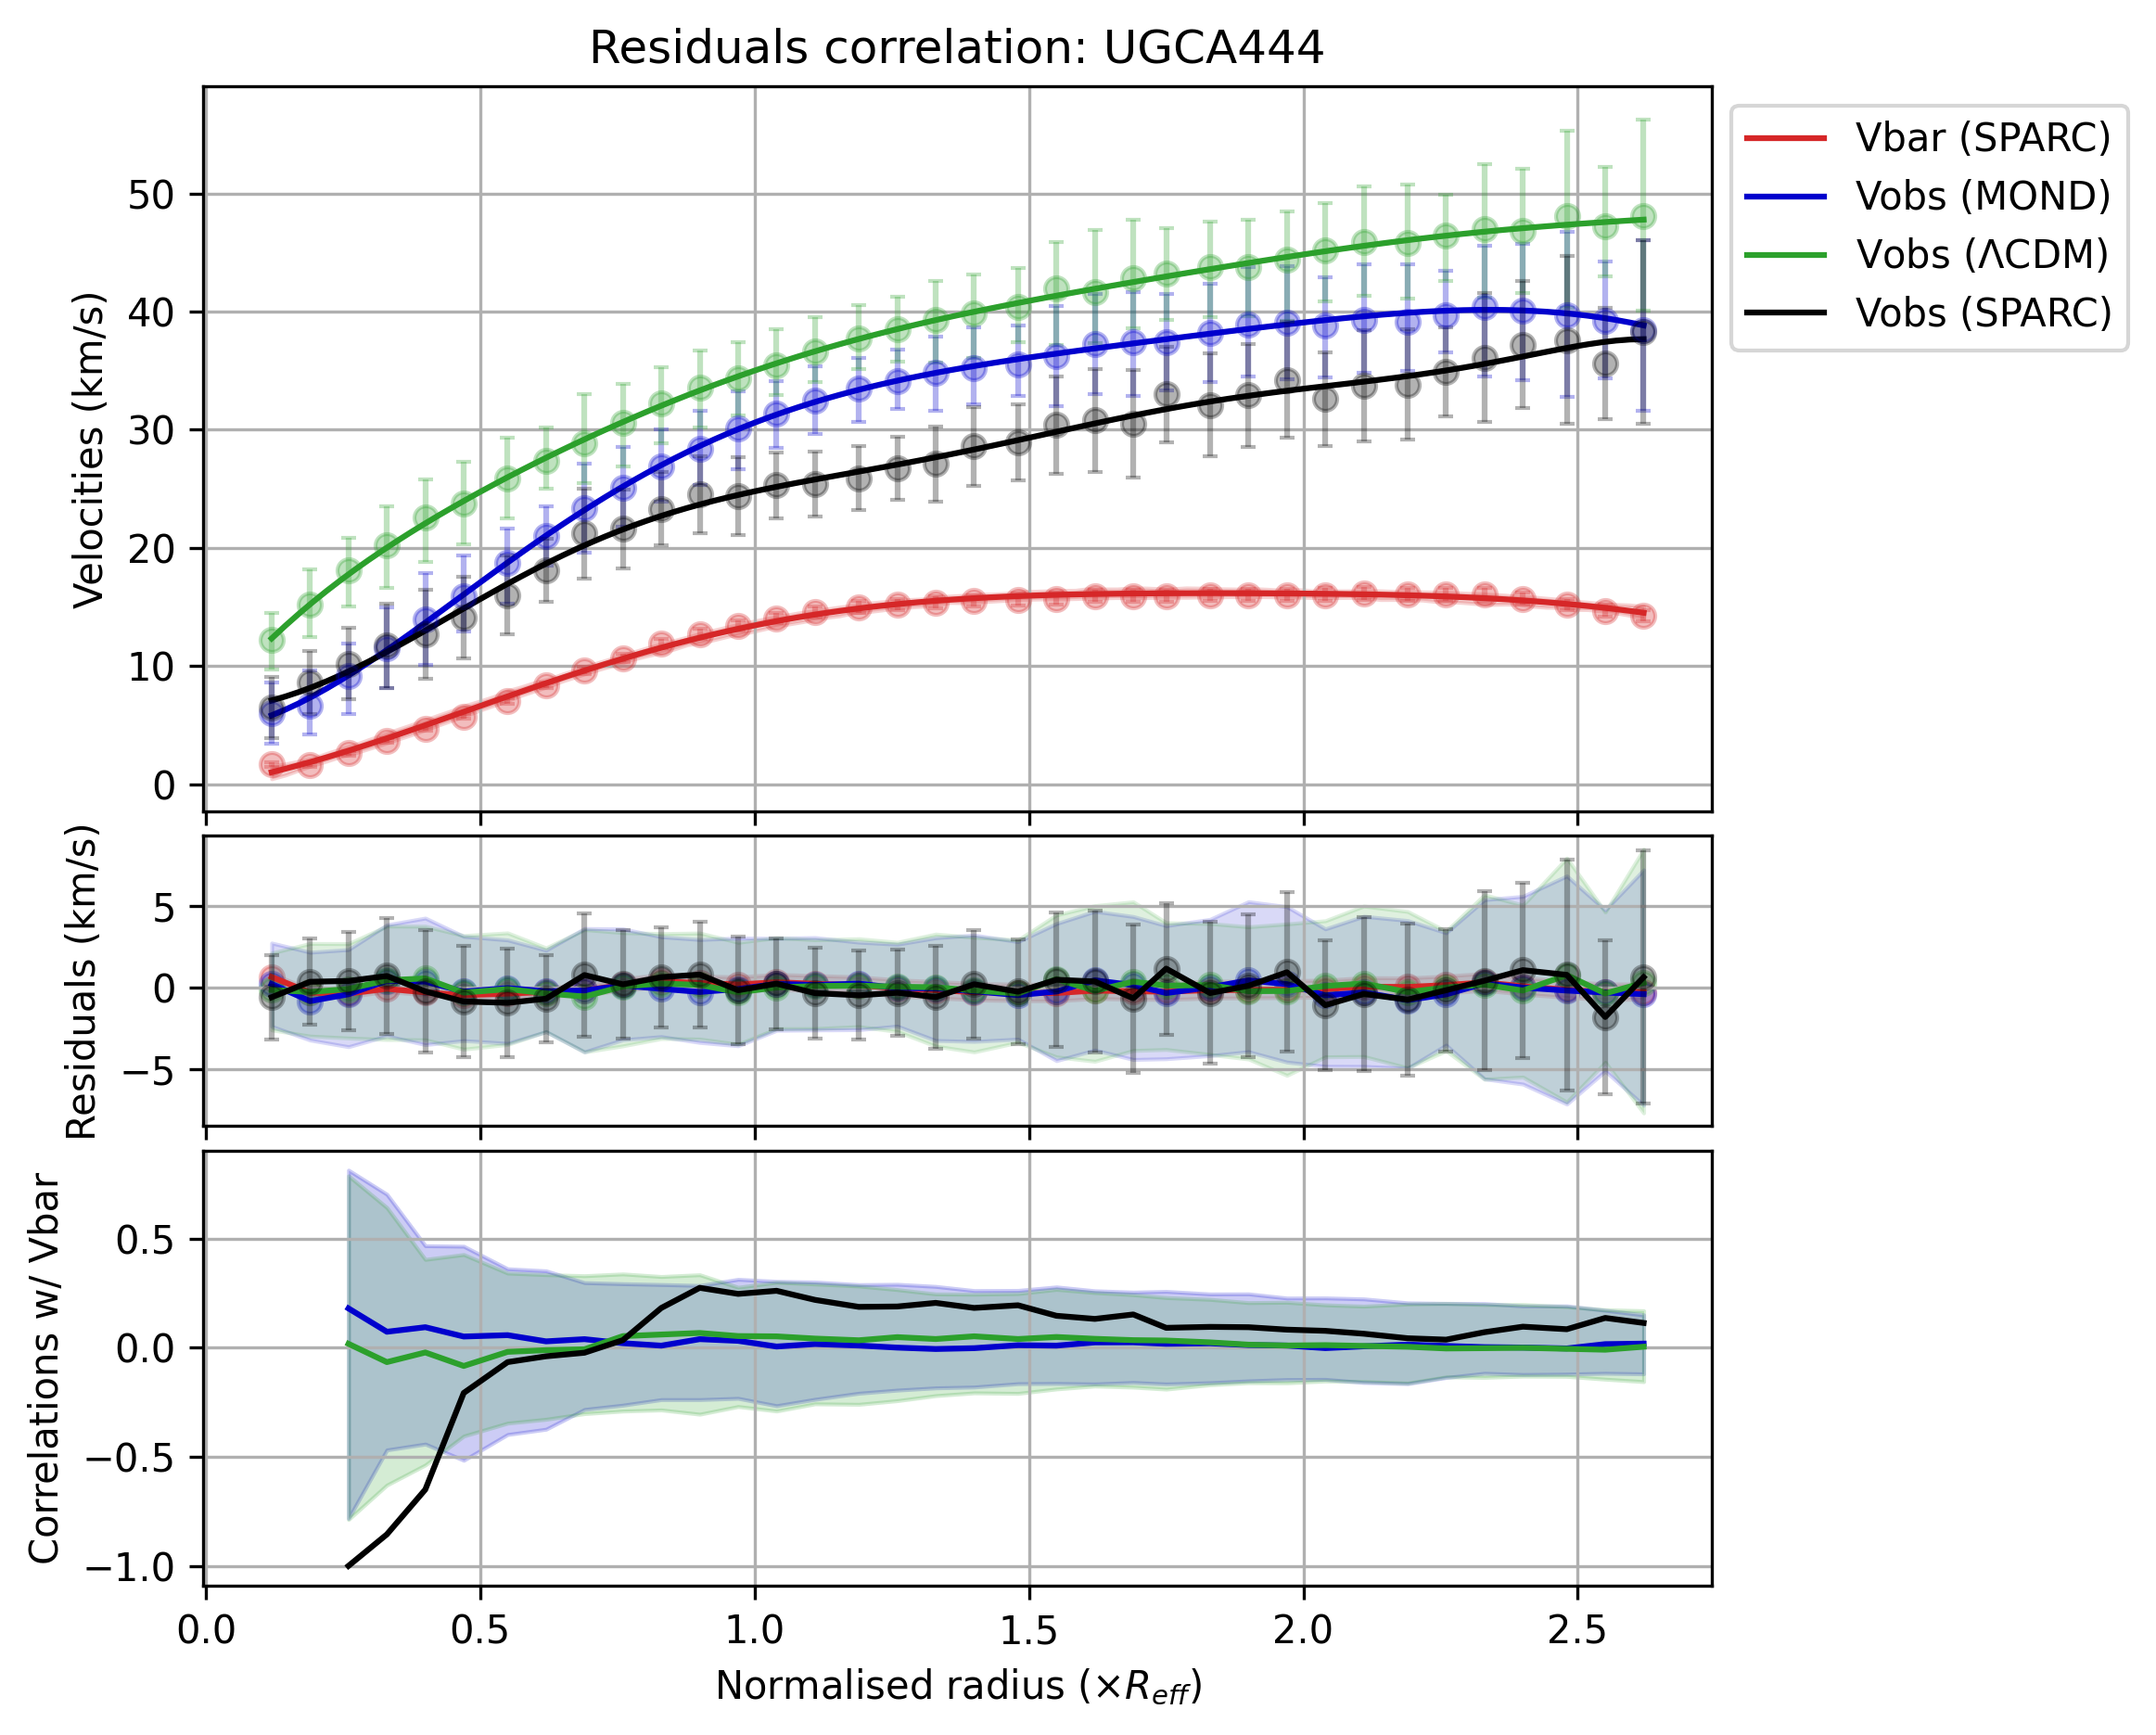 Residuals correlation: UGCA444
Vbar (SPARC)
Vobs (MOND)
Vobs (ΛCDM)
Vobs (SPARC)
Velocities (km/s)
50
40
30
20
10
0
Residuals (km/s)
5
0
−5
Correlations w/ Vbar
0.5
0.0
−0.5
−1.0
0.0 0.5 1.0 1.5 2.0 2.5
Normalised radius (×R_eff)